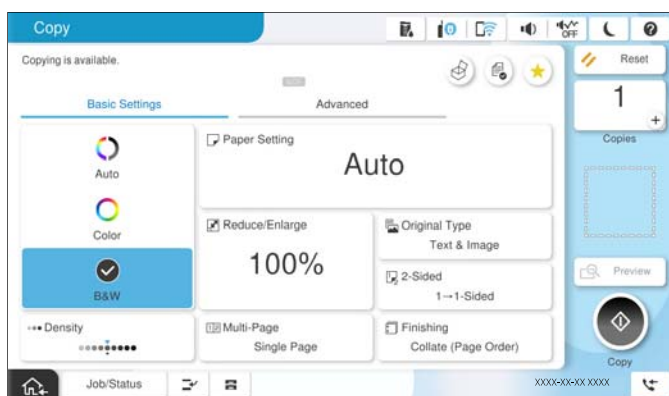 Copy
OFF
Copying is available.
Reset
1
Copies
Basic Settings
Advanced
Auto
Color
B&W
Density
Paper Setting
Auto
Reduce/Enlarge
100%
Original Type
Text & Image
2-Sided
1→1-Sided
Multi-Page
Single Page
Finishing
Collate (Page Order)
Preview
Copy
Job/Status
XXXX-XX-XX XXXX